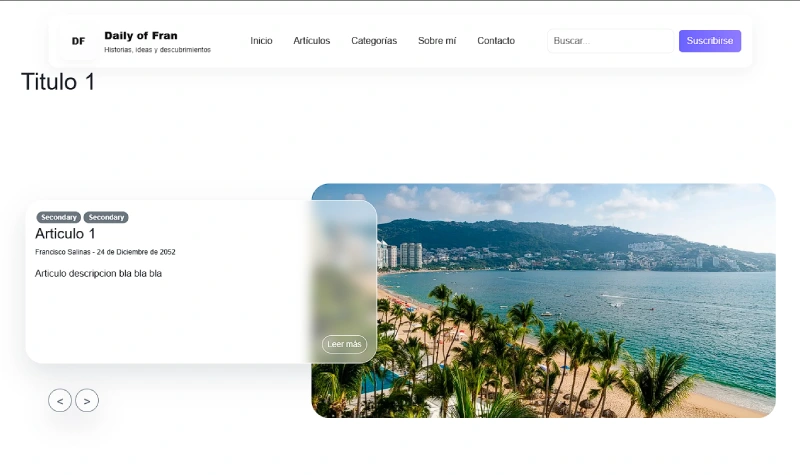 DF
Daily of Fran
Historias, ideas y descubrimientos
Inicio Artículos Categorías Sobre mí Contacto
Buscar...
Suscribirse
Titulo 1
Secondary Secondary
Articulo 1
Francisco Salinas - 24 de Diciembre de 2052
Articulo descripcion bla bla bla
Leer más
< >